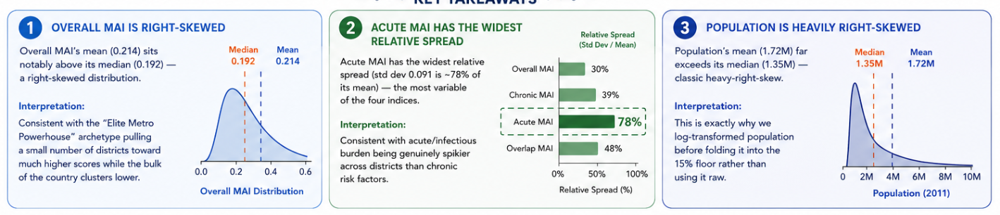 KEY TAKEAWAYS
1 OVERALL MAI IS RIGHT-SKEWED
Overall MAI's mean (0.214) sits
notably above its median (0.192) —
a right-skewed distribution.
Interpretation:
Consistent with the “Elite Metro
Powerhouse” archetype pulling
a small number of districts toward
much higher scores while the bulk
of the country clusters lower.
Median Mean
0.192 0.214
0.0 0.2 0.4 0.6
Overall MAI Distribution
2 ACUTE MAI HAS THE WIDEST
RELATIVE SPREAD
Acute MAI has the widest relative
spread (std dev 0.091 is ~78% of
its mean) — the most variable
of the four indices.
Interpretation:
Consistent with acute/infectious
burden being genuinely spikier
across districts than chronic
risk factors.
Relative Spread
(Std Dev / Mean)
Overall MAI 30%
Chronic MAI 39%
Acute MAI 78%
Overlap MAI 48%
0% 50% 100%
Relative Spread (%)
3 POPULATION IS HEAVILY RIGHT-SKEWED
Population's mean (1.72M) far
exceeds its median (1.35M) —
classic heavy-right-skew.
Interpretation:
This is exactly why we
log-transformed population
before folding it into the
15% floor rather than
using it raw.
Median Mean
1.35M 1.72M
0 2M 4M 6M 8M 10M
Population (2011)